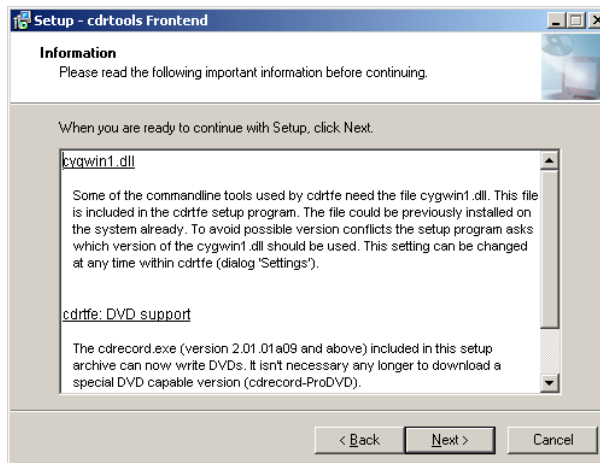 Setup - cdrtools Frontend
Information
Please read the following important information before continuing.
When you are ready to continue with Setup, click Next.
cygwin1.dll
Some of the commandline tools used by cdrtfe need the file cygwin1.dll. This file
is included in the cdrtfe setup program. The file could be previously installed on
the system already. To avoid possible version conflicts the setup program asks
which version of the cygwin1.dll should be used. This setting can be changed
at any time within cdrtfe (dialog 'Settings').
cdrtfe: DVD support
The cdrecord.exe (version 2.01.01a09 and above) included in this setup
archive can now write DVDs. It isn't necessary any longer to download a
special DVD capable version (cdrecord-ProDVD).
< Back
Next >
Cancel